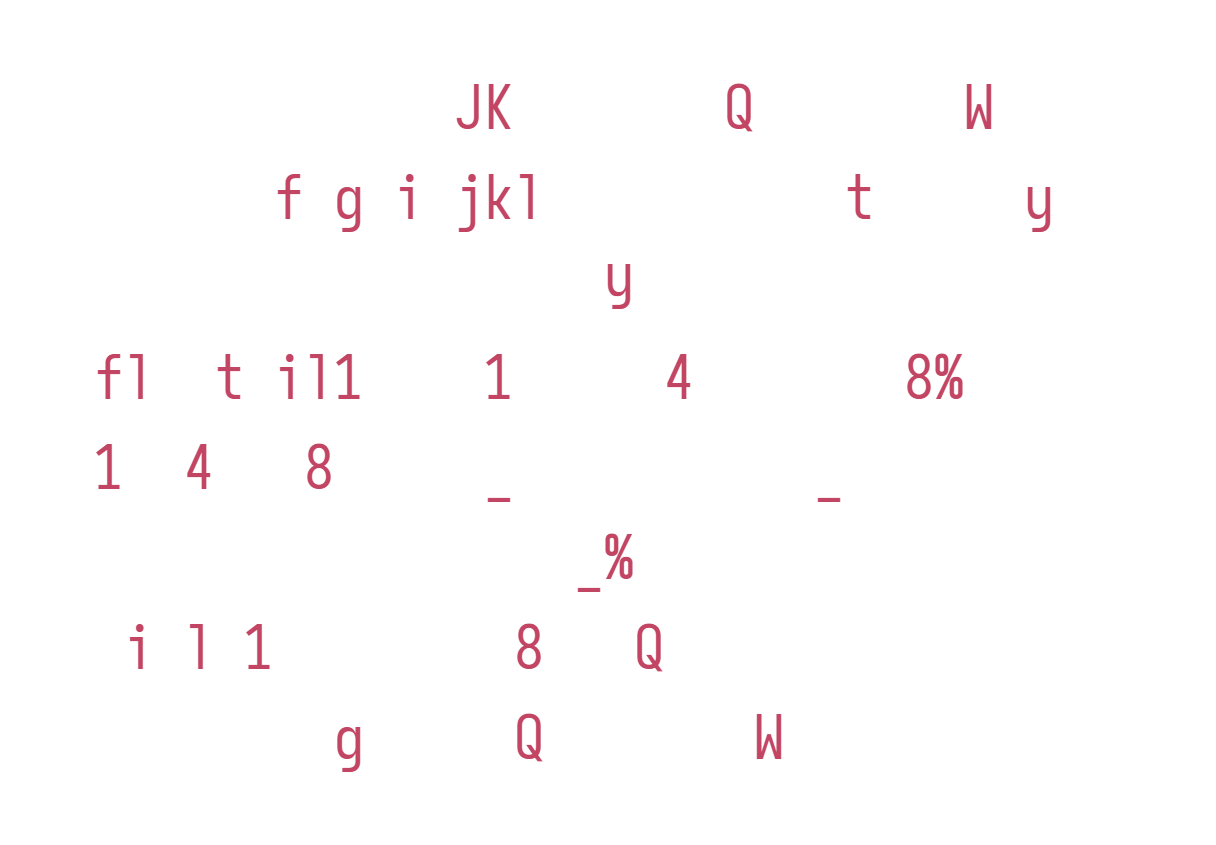 JK Q W
f g i jkl t y
y
fl t il1 1 4 8%
1 4 8 _ _
_%
i l 1 8 Q
g Q W